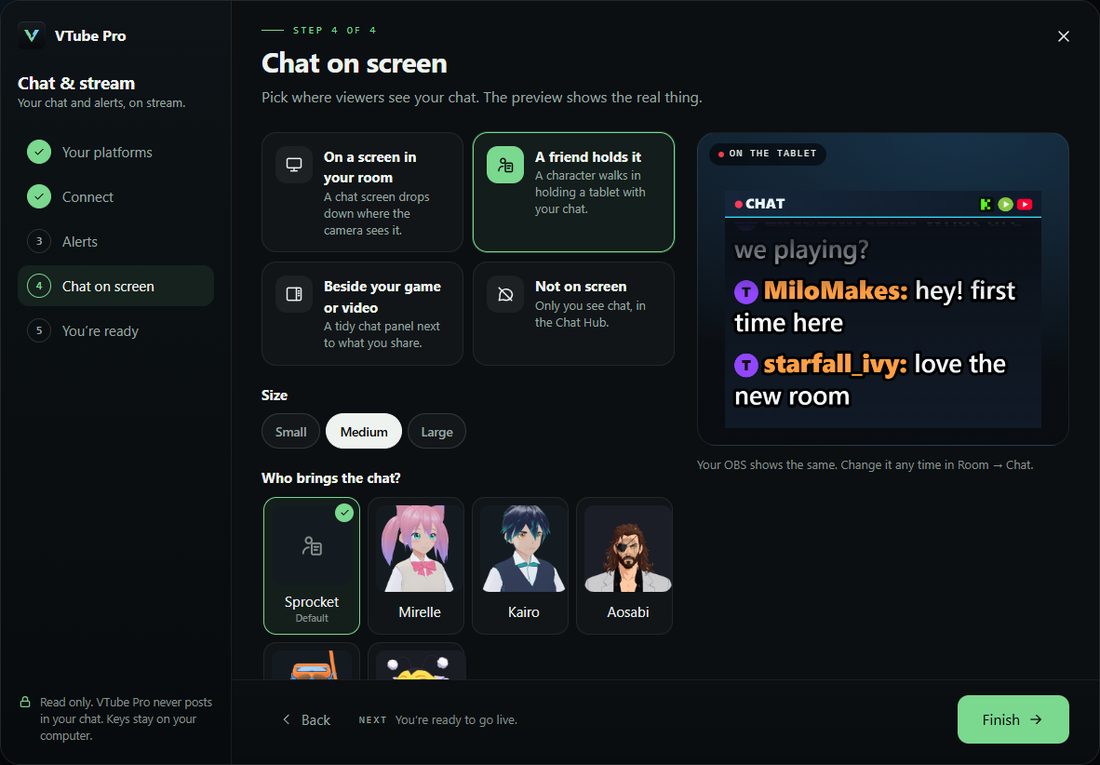 VTube Pro
Chat & stream
Your chat and alerts, on stream.
Your platforms
Connect
3 Alerts
4 Chat on screen
5 You’re ready
Read only. VTube Pro never posts
in your chat. Keys stay on your
computer.
STEP 4 OF 4
Chat on screen
Pick where viewers see your chat. The preview shows the real thing.
On a screen in
your room
A chat screen drops
down where the
camera sees it.
A friend holds it
A character walks in
holding a tablet with
your chat.
Beside your game
or video
A tidy chat panel next
to what you share.
Not on screen
Only you see chat, in
the Chat Hub.
Size
Small Medium Large
Who brings the chat?
Sprocket
Default
Mirelle
Kairo
Aosabi
ON THE TABLET
CHAT
we playing?
T MiloMakes: hey! first
time here
T starfall_ivy: love the
new room
Your OBS shows the same. Change it any time in Room → Chat.
Back
NEXT You’re ready to go live.
Finish →